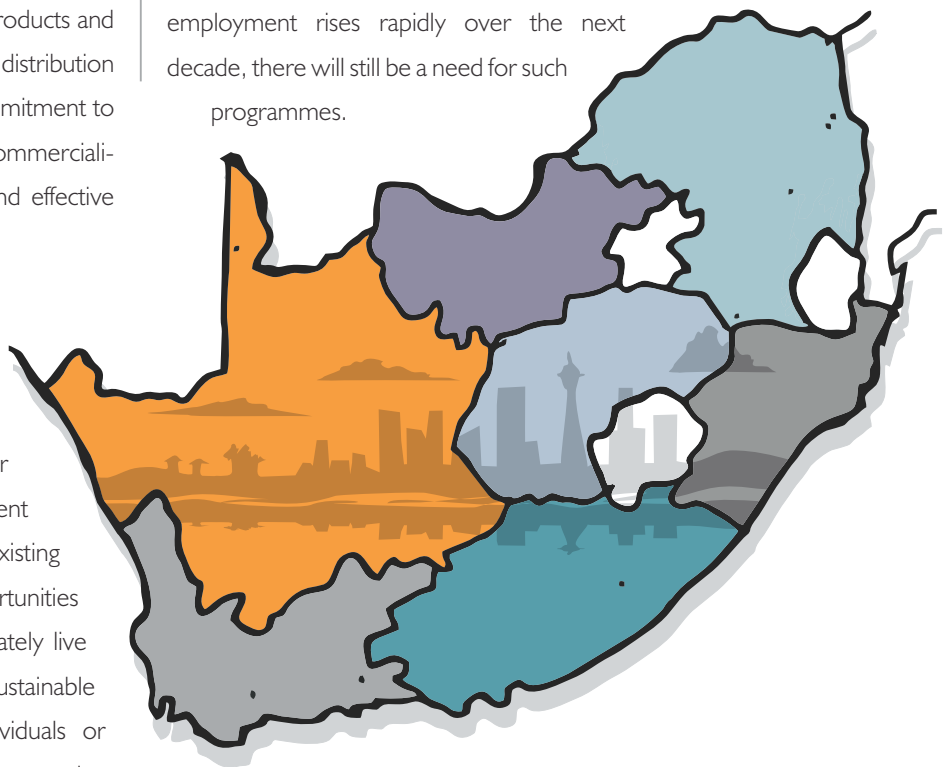 roducts and
distribution
mitment to
ommerciali-
nd effective
r
ent
xisting
rtunities
ately live
ustainable
viduals or
employment rises rapidly over the next
decade, there will still be a need for such
programmes.